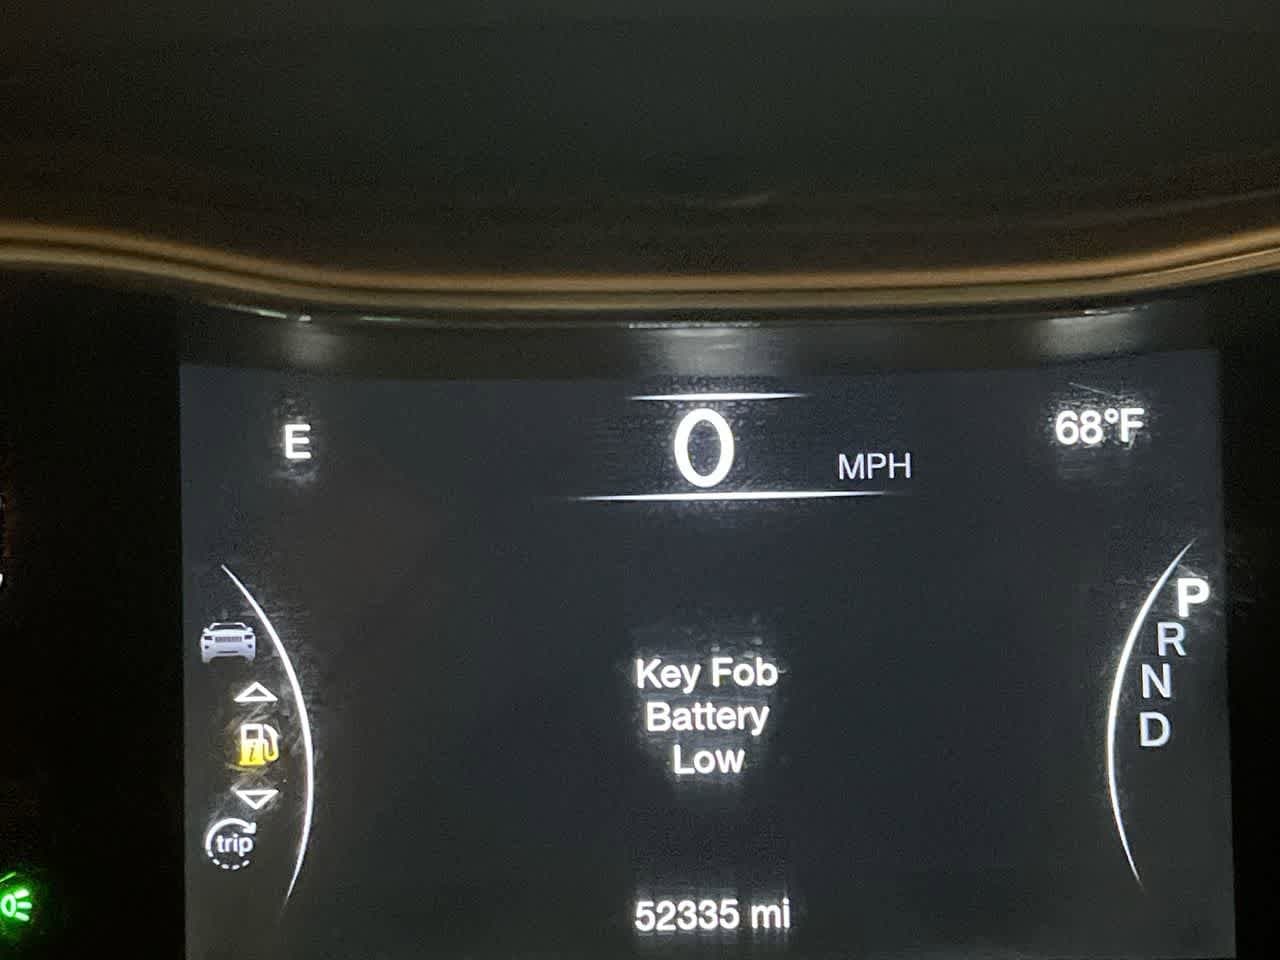 E
0
MPH
68°F
P
R
N
D
Key Fob
Battery
Low
trip
52335 mi